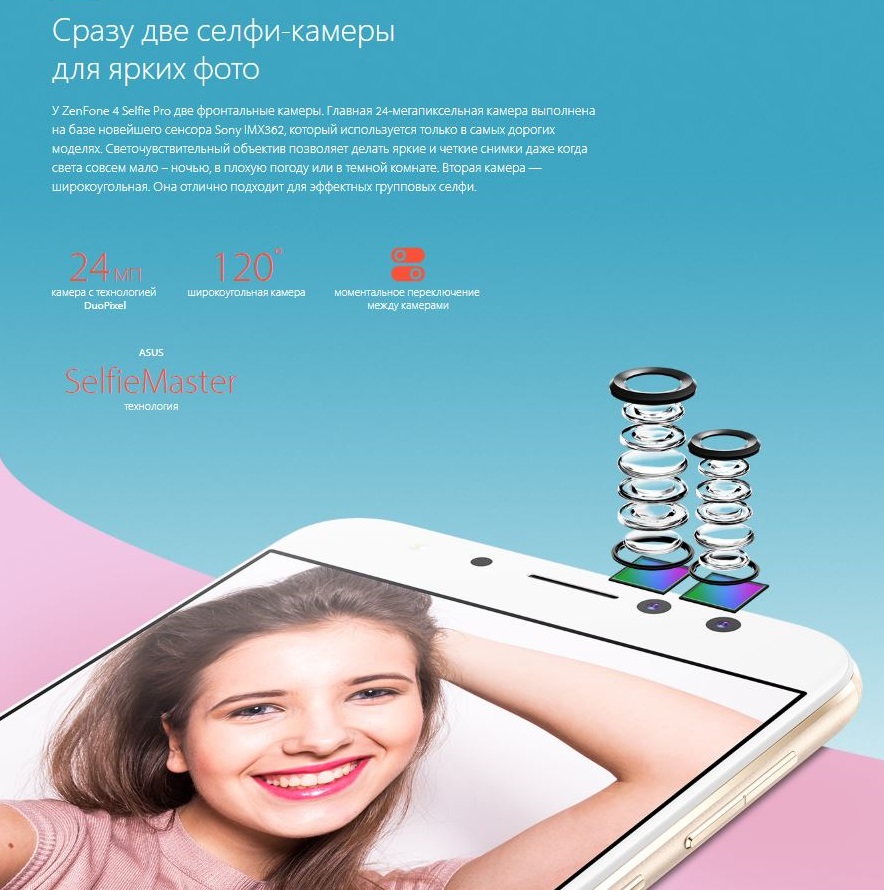 Сразу две селфи-камеры
для ярких фото
У ZenFone 4 Selfie Pro две фронтальные камеры. Главная 24-мегапиксельная камера выполнена
на базе новейшего сенсора Sony IMX362, который используется только в самых дорогих
моделях. Светочувствительный объектив позволяет делать яркие и четкие снимки даже когда
света совсем мало – ночью, в плохую погоду или в темной комнате. Вторая камера —
широкоугольная. Она отлично подходит для эффектных групповых селфи.
24 МП
камера с технологией
DuoPixel
120°
широкоугольная камера
моментальное переключение
между камерами
ASUS
SelfieMaster
технология